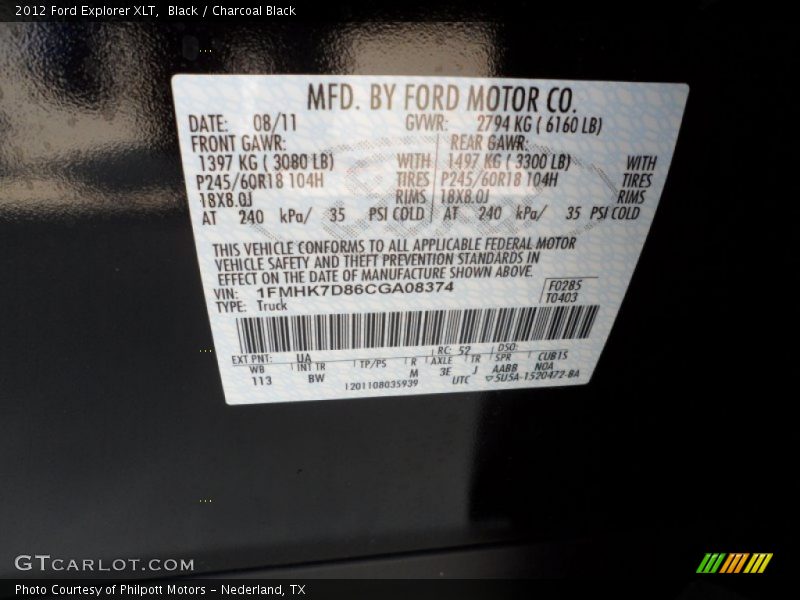 2012 Ford Explorer XLT, Black / Charcoal Black
MFD. BY FORD MOTOR CO.
DATE: 08/11 GVWR: 2794 KG ( 6160 LB)
FRONT GAWR: REAR GAWR:
1397 KG ( 3080 LB) WITH 1497 KG ( 3300 LB) WITH
P245/60R18 104H TIRES P245/60R18 104H TIRES
18X8.0J RIMS 18X8.0J RIMS
AT 240 kPa/ 35 PSI COLD AT 240 kPa/ 35 PSI COLD
THIS VEHICLE CONFORMS TO ALL APPLICABLE FEDERAL MOTOR
VEHICLE SAFETY AND THEFT PREVENTION STANDARDS IN
EFFECT ON THE DATE OF MANUFACTURE SHOWN ABOVE.
VIN: 1FMHK7D86CGA08374 F0285
TYPE: Truck T0403
EXT PNT: UA RC: 52 DSO:
WB INT TR TP/PS R AXLE TR SPR CUB15
113 BW M 3E J AABB NOA
1201108035939 UTC ▽5U5A-1520472-BA
GTCARLOT.COM
Photo Courtesy of Philpott Motors - Nederland, TX